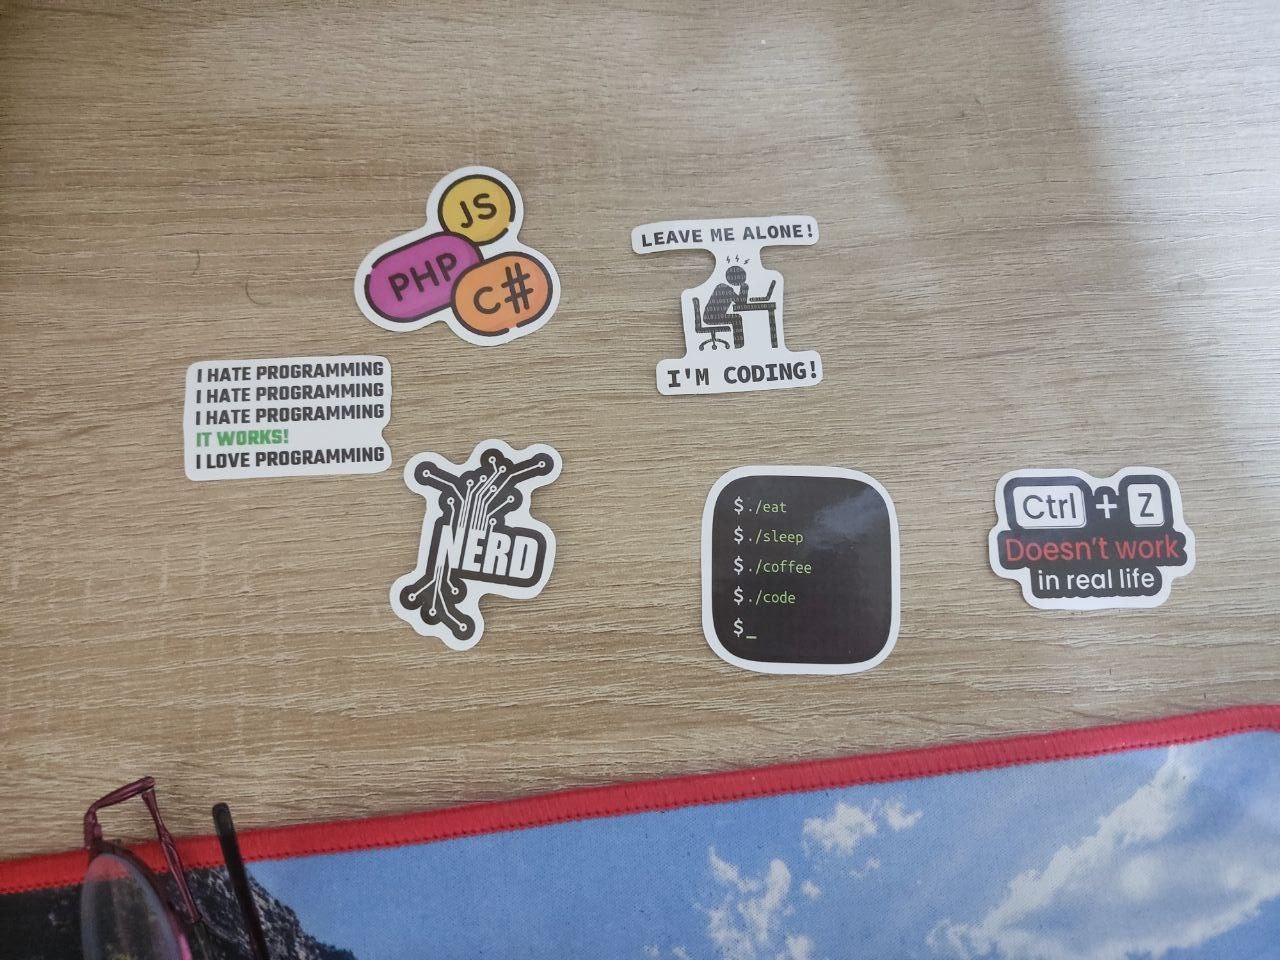 JS
PHP
C#
LEAVE ME ALONE!
I'M CODING!
I HATE PROGRAMMING
I HATE PROGRAMMING
I HATE PROGRAMMING
IT WORKS!
I LOVE PROGRAMMING
NERD
$./eat
$./sleep
$./coffee
$./code
$_
Ctrl + Z
Doesn't work
in real life